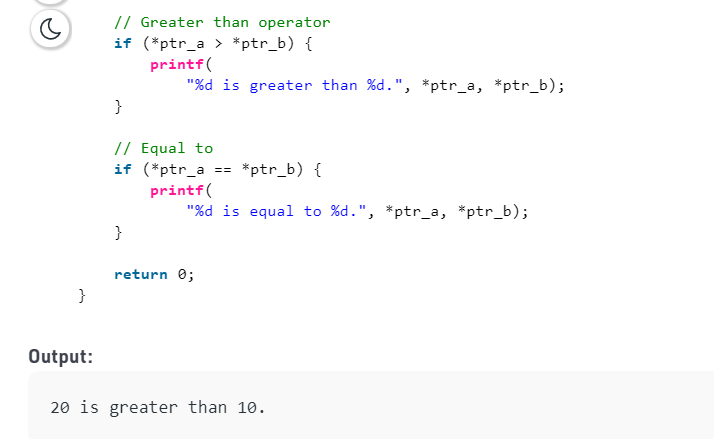 // Greater than operator
if (*ptr_a > *ptr_b) {
printf(
"%d is greater than %d.", *ptr_a, *ptr_b);
}
// Equal to
if (*ptr_a == *ptr_b) {
printf(
"%d is equal to %d.", *ptr_a, *ptr_b);
}
return 0;
}
Output:
20 is greater than 10.